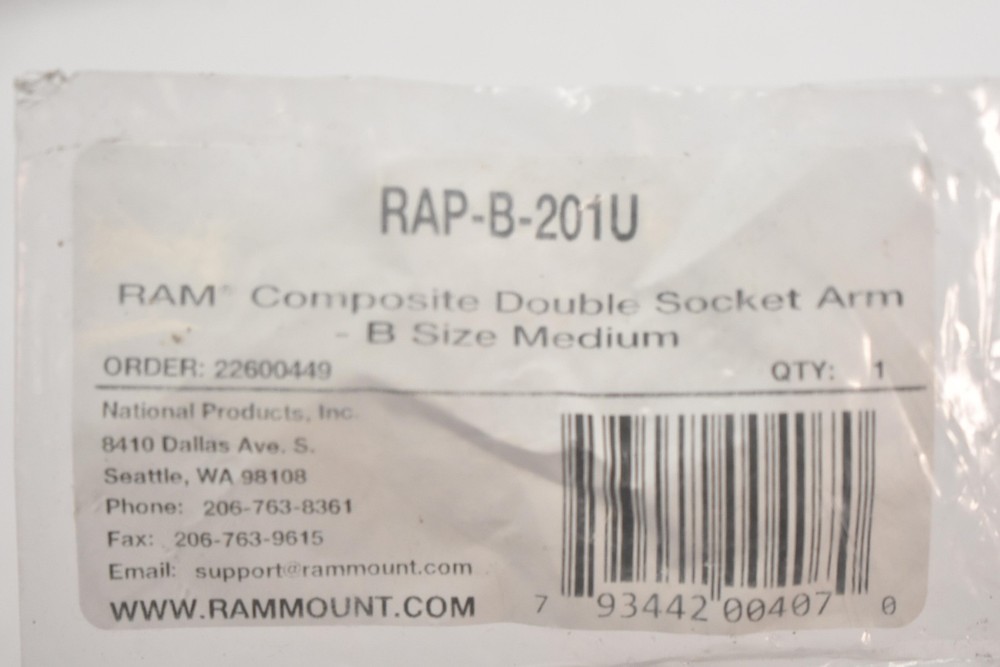 RAP-B-201U
RAM® Composite Double Socket Arm
- B Size Medium
ORDER: 22600449 QTY: 1
National Products, Inc.
8410 Dallas Ave. S.
Seattle, WA 98108
Phone: 206-763-8361
Fax: 206-763-9615
Email: support@rammount.com
WWW.RAMMOUNT.COM
7 93442 00407 0